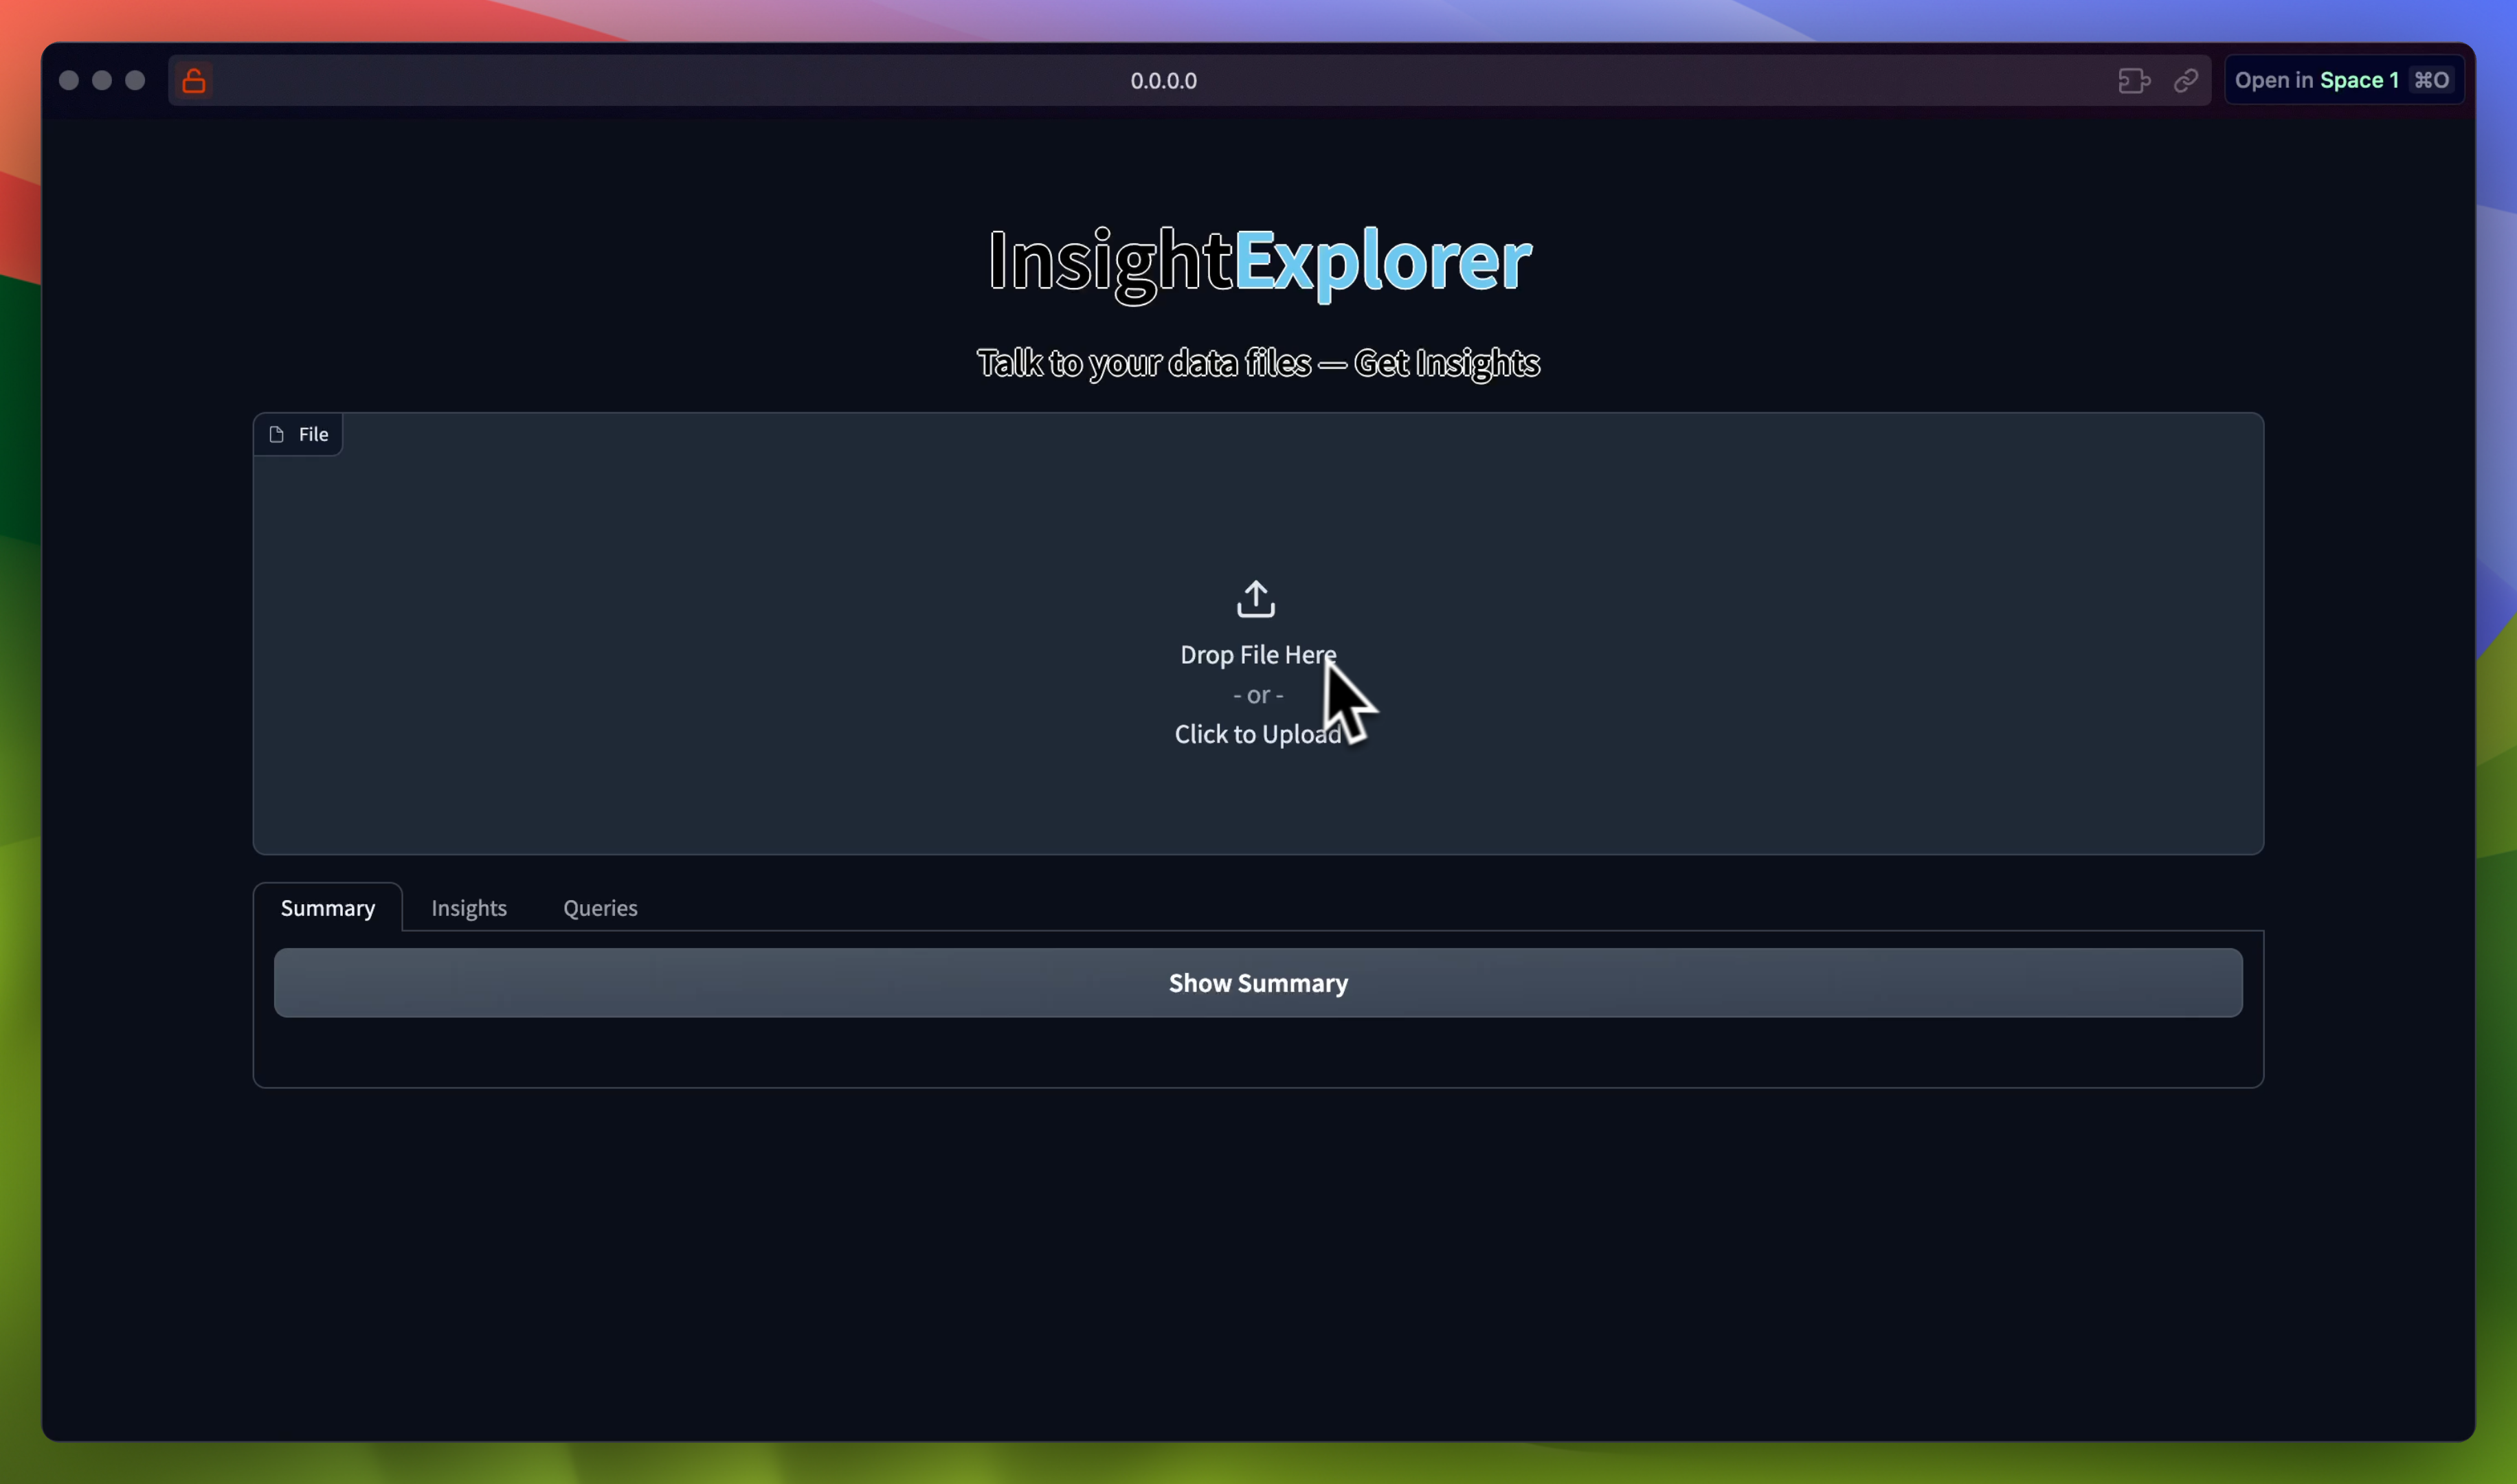 0.0.0.0
Open in Space 1 ⌘O
InsightExplorer
Talk to your data files — Get Insights
File
Drop File Here
- or -
Click to Upload
Summary Insights Queries
Show Summary